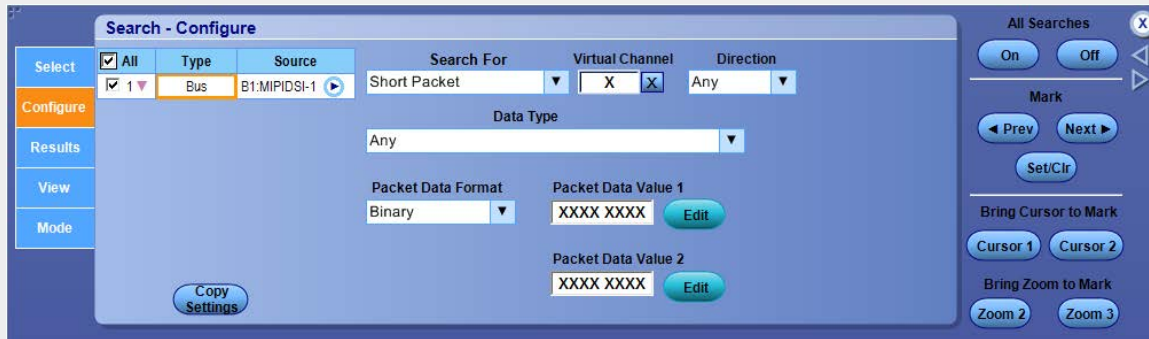 Search - Configure
Select
Configure
Results
View
Mode
All Type Source
1 Bus B1:MIPIDSI-1
Search For Virtual Channel Direction
Short Packet X X Any
Data Type
Any
Packet Data Format Packet Data Value 1
Binary XXXX XXXX Edit
Packet Data Value 2
XXXX XXXX Edit
Copy
Settings
All Searches X
On Off
Mark
Prev Next
Set/Clr
Bring Cursor to Mark
Cursor 1 Cursor 2
Bring Zoom to Mark
Zoom 2 Zoom 3